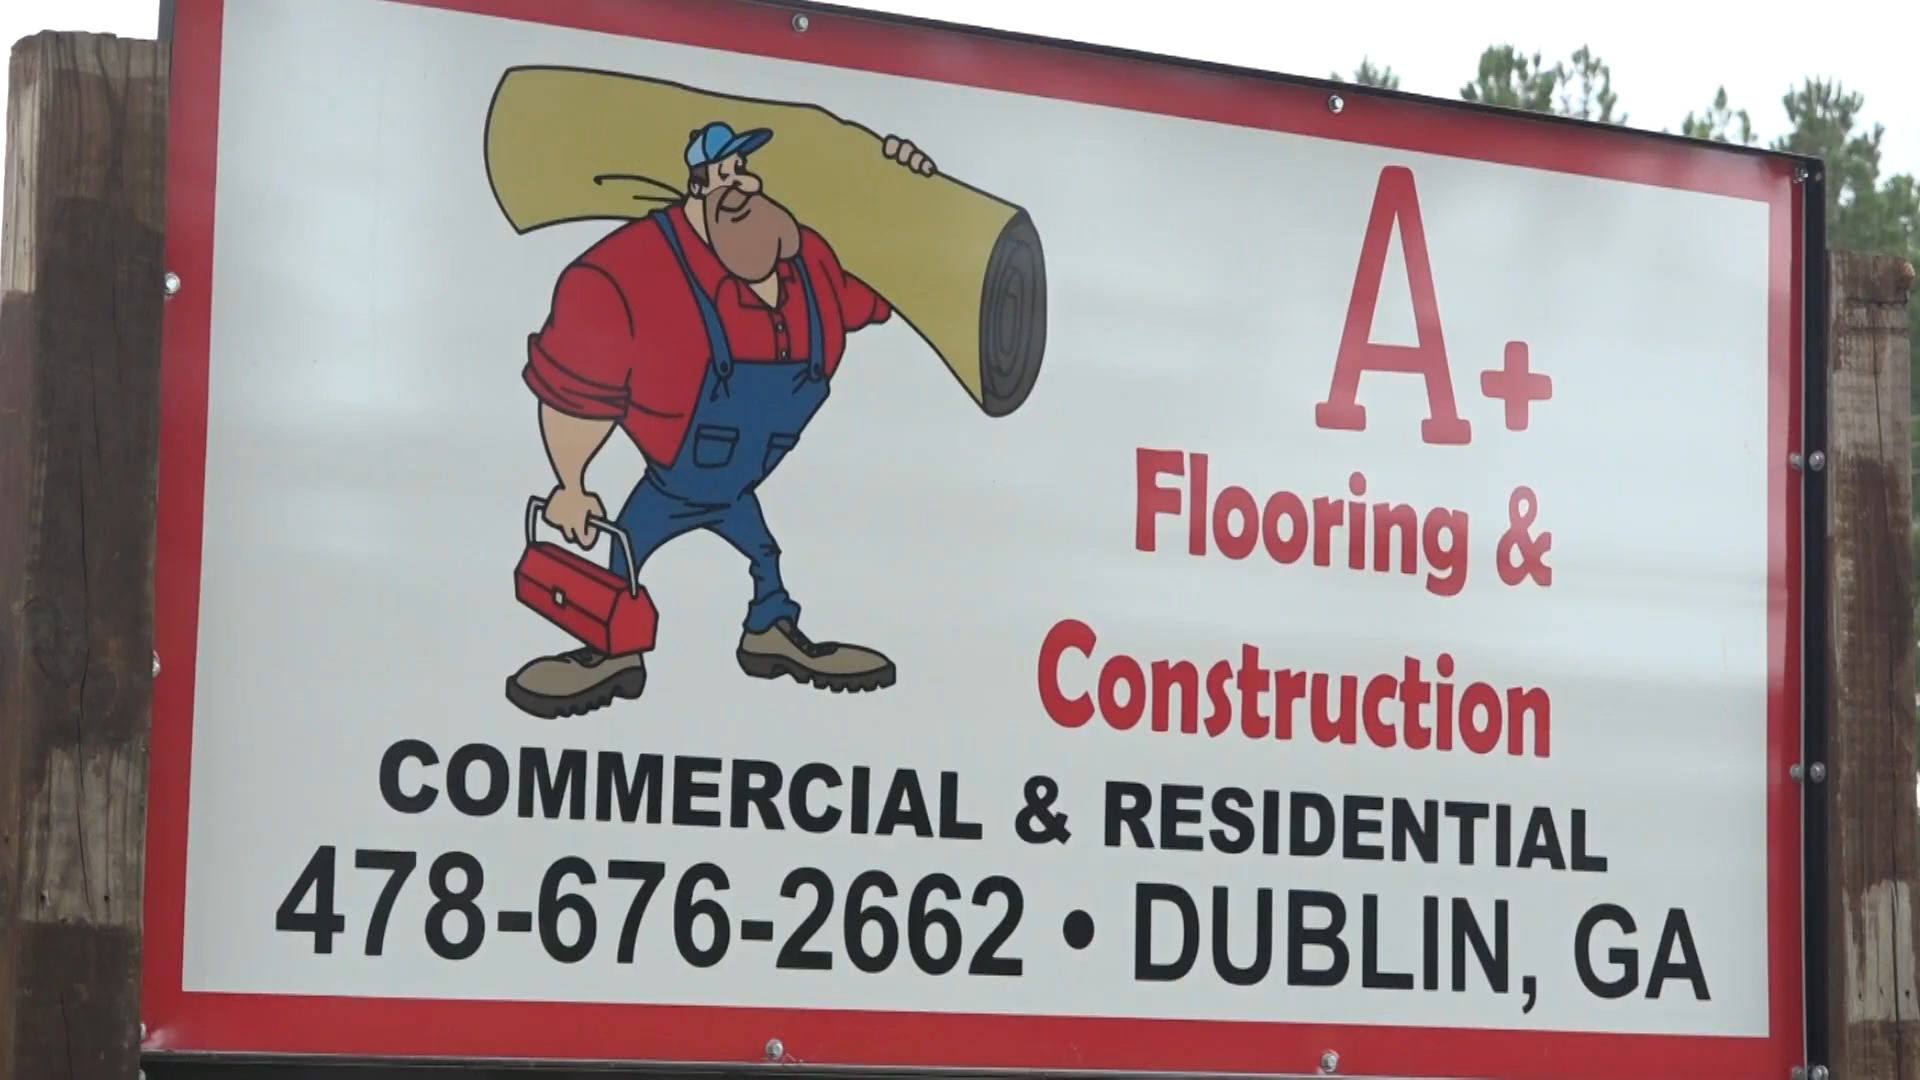 A+
Flooring &
Construction
COMMERCIAL & RESIDENTIAL
478-676-2662 • DUBLIN, GA